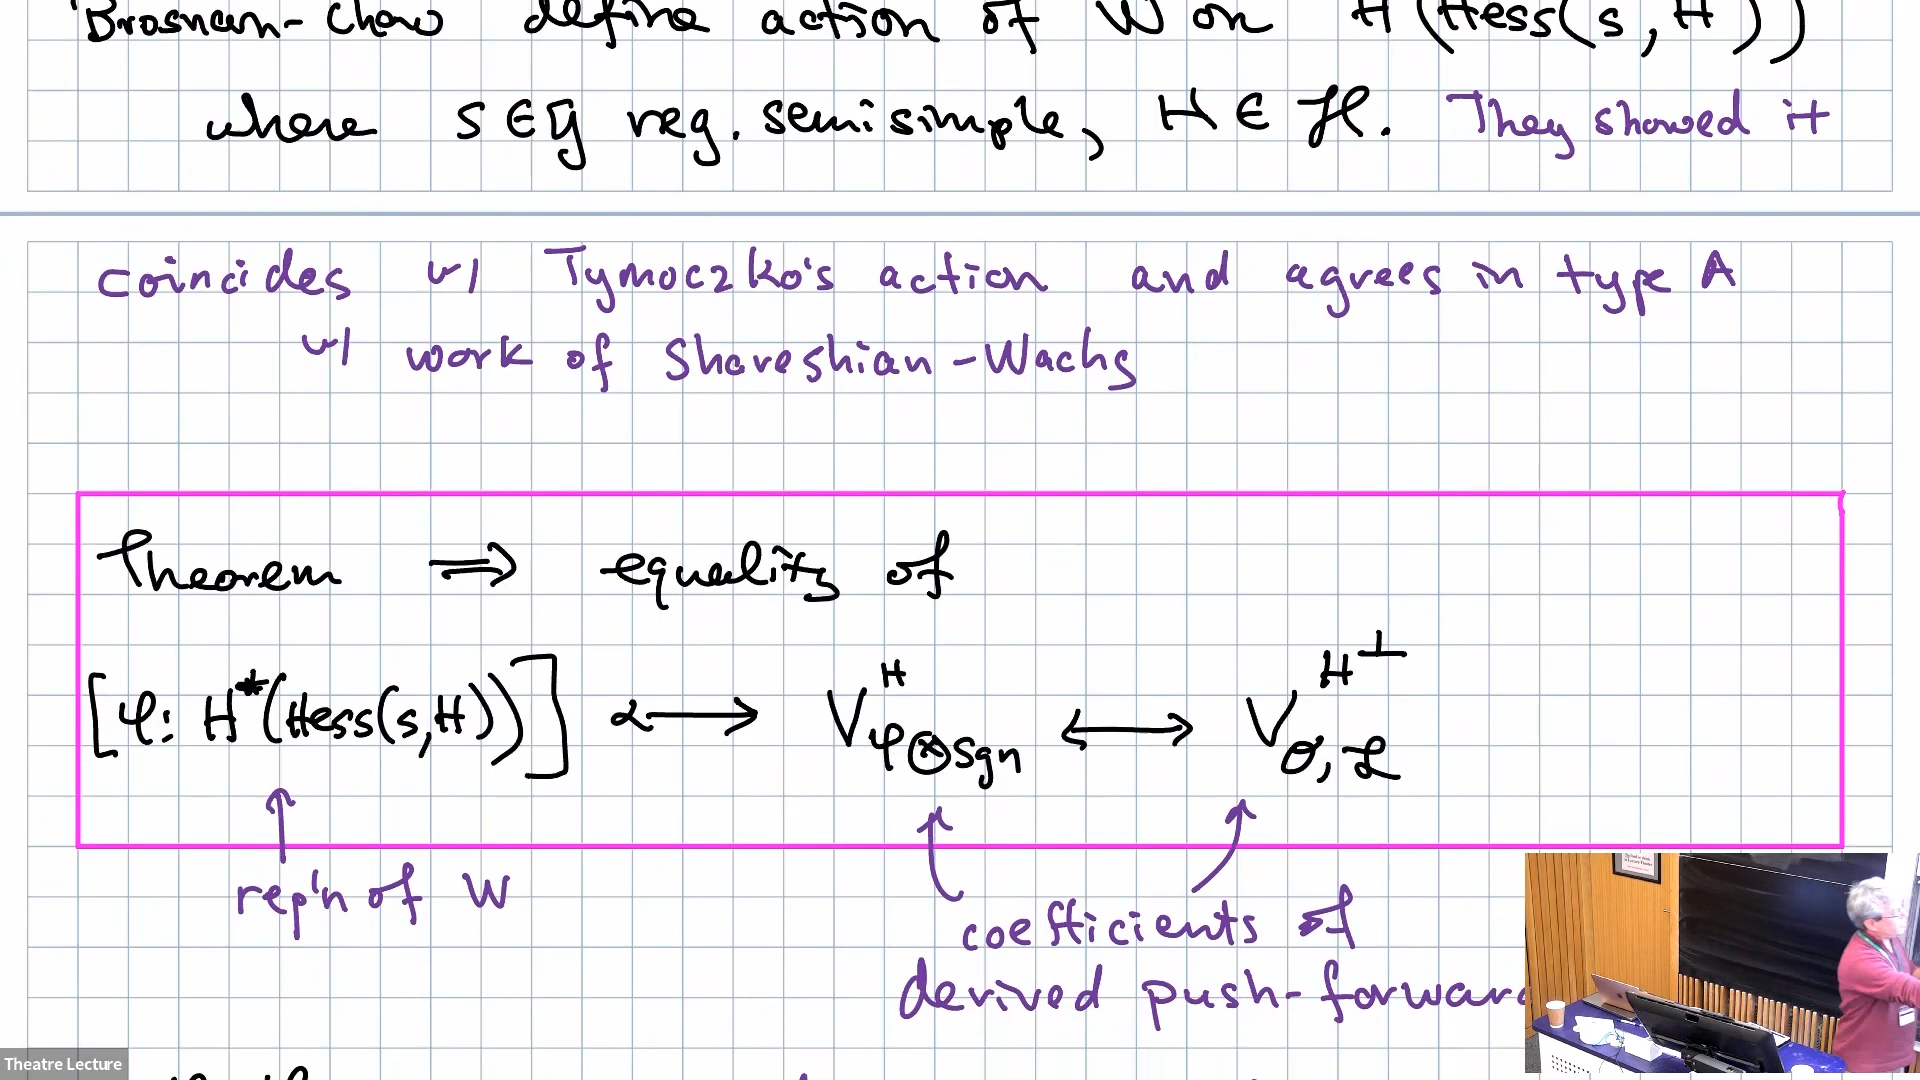 Brosnan-Chow define action of W on H*(Hess(s,H))
where s∈𝔤 reg. semisimple, H ∈ ℋ. They showed it
coincides w/ Tymoczko's action and agrees in type A
w/ work of Shareshian-Wachs
Theorem ⟹ equality of
[φ: H*(Hess(s,H))] ⟷ V^H_{φ⊗sgn} ⟷ V^{H^⊥}_{σ,ℒ}
rep'n of W
coefficients of
derived push-forward
Theatre Lecture